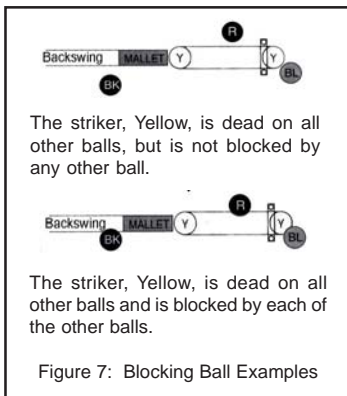 R
Backswing MALLET Y Y
BK BL
The striker, Yellow, is dead on all
other balls, but is not blocked by
any other ball.
R
Backswing MALLET Y Y
BK BL
The striker, Yellow, is dead on all
other balls and is blocked by each of
the other balls.
Figure 7: Blocking Ball Examples